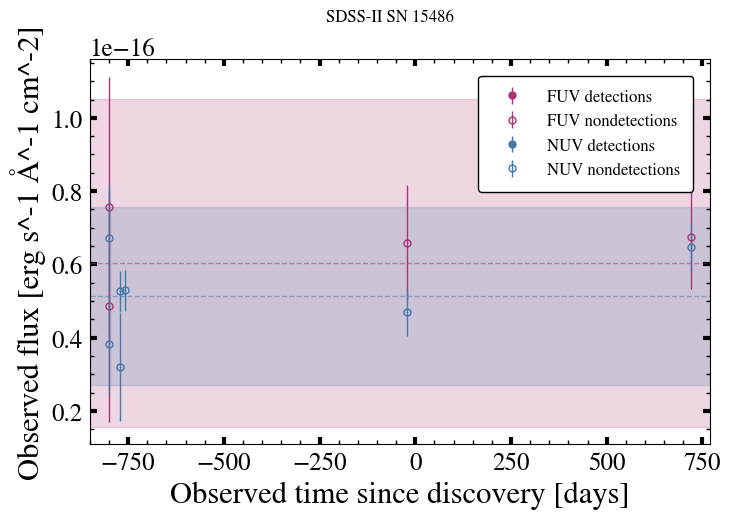 SDSS-II SN 15486
1e−16
Observed flux [erg s^-1 Å^-1 cm^-2]
1.0
0.8
0.6
0.4
0.2
FUV detections
FUV nondetections
NUV detections
NUV nondetections
−750 −500 −250 0 250 500 750
Observed time since discovery [days]